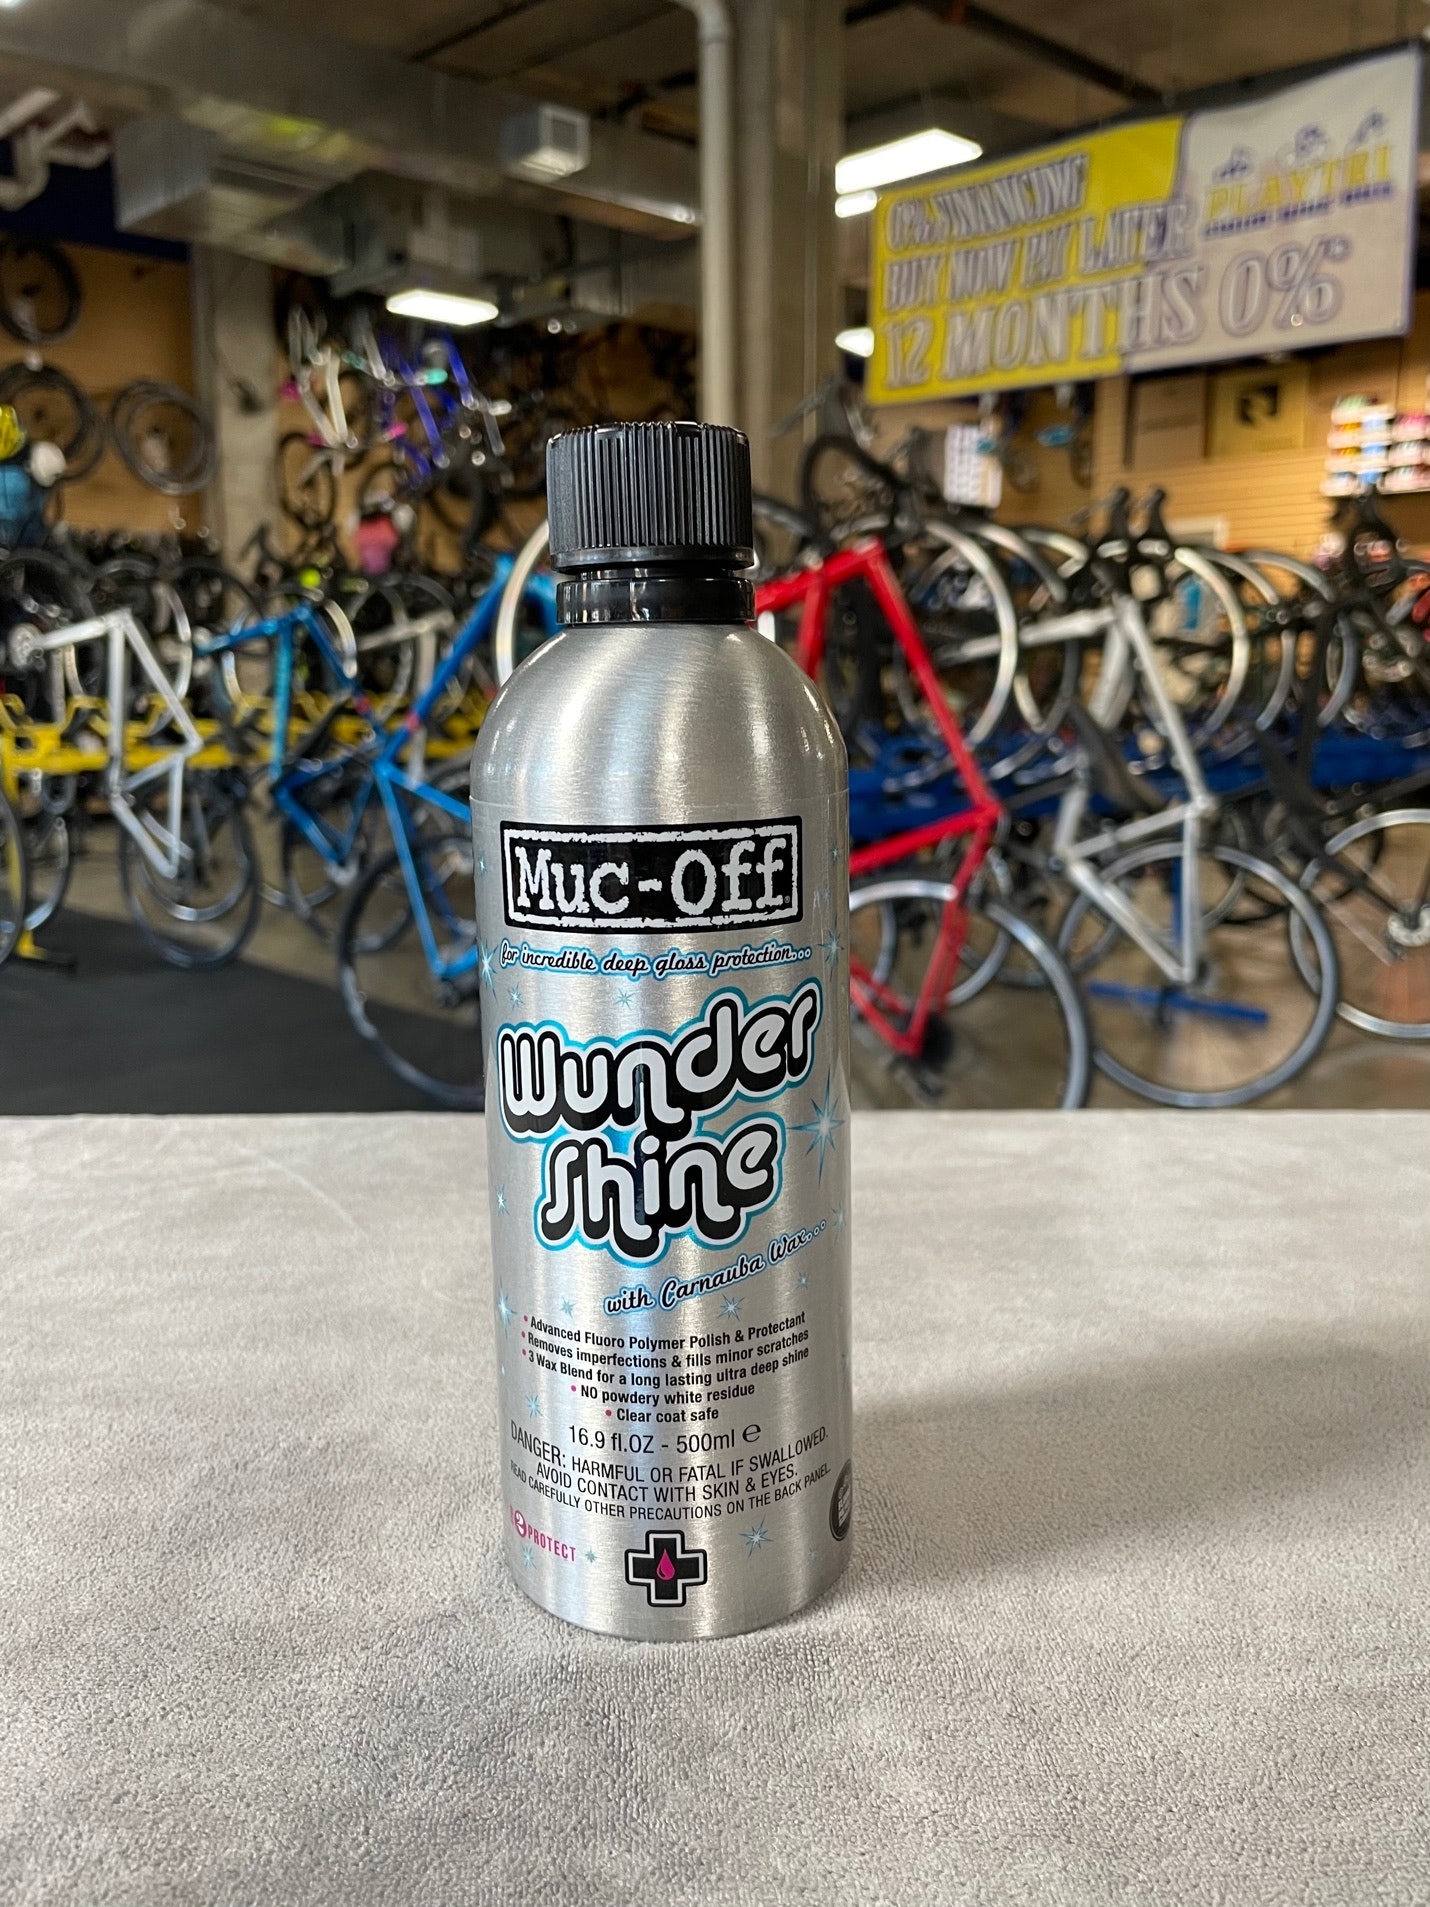 0% FINANCING
BUY NOW PAY LATER
12 MONTHS 0%*
PLAYTRI
Muc-Off®
for incredible deep gloss protection...
Wunder
Shine
with Carnauba Wax...
• Advanced Fluoro Polymer Polish & Protectant
• Removes imperfections & fills minor scratches
• 3 Wax Blend for a long lasting ultra deep shine
• NO powdery white residue
• Clear coat safe
16.9 fl.OZ - 500ml ℮
DANGER: HARMFUL OR FATAL IF SWALLOWED.
AVOID CONTACT WITH SKIN & EYES.
READ CAREFULLY OTHER PRECAUTIONS ON THE BACK PANEL
PROTECT